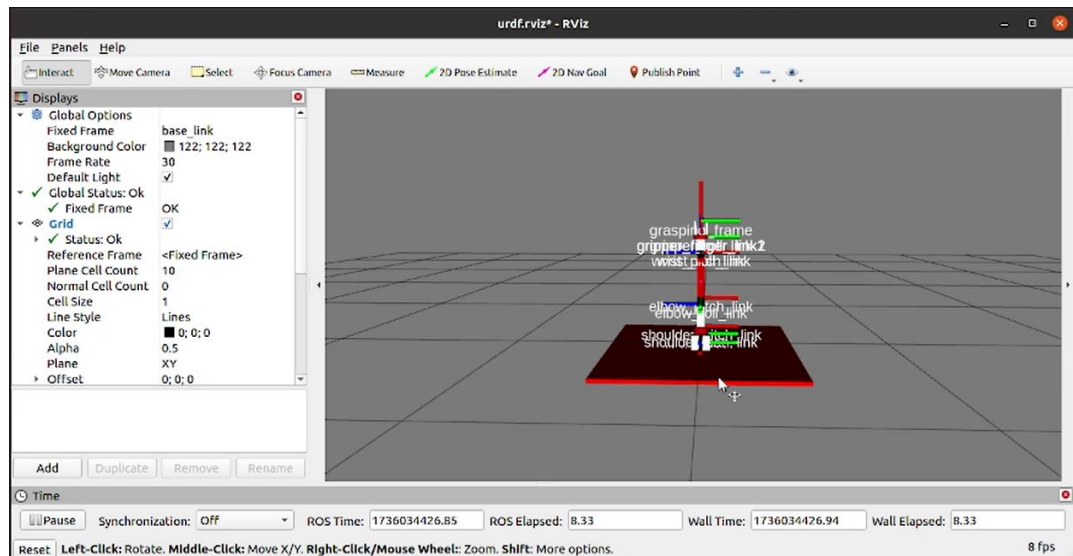 urdf.rviz* - RViz
File Panels Help
Interact Move Camera Select Focus Camera Measure 2D Pose Estimate 2D Nav Goal Publish Point
Displays
Global Options
Fixed Frame base_link
Background Color 122; 122; 122
Frame Rate 30
Default Light
Global Status: Ok
Fixed Frame OK
Grid
Status: Ok
Reference Frame <Fixed Frame>
Plane Cell Count 10
Normal Cell Count 0
Cell Size 1
Line Style Lines
Color 0; 0; 0
Alpha 0.5
Plane XY
Offset 0; 0; 0
grasping_frame
Add Duplicate Remove Rename
Time
Pause Synchronization: Off ROS Time: 1736034426.85 ROS Elapsed: 8.33 Wall Time: 1736034426.94 Wall Elapsed: 8.33
Reset Left-Click: Rotate. Middle-Click: Move X/Y. Right-Click/Mouse Wheel:: Zoom. Shift: More options. 8 fps